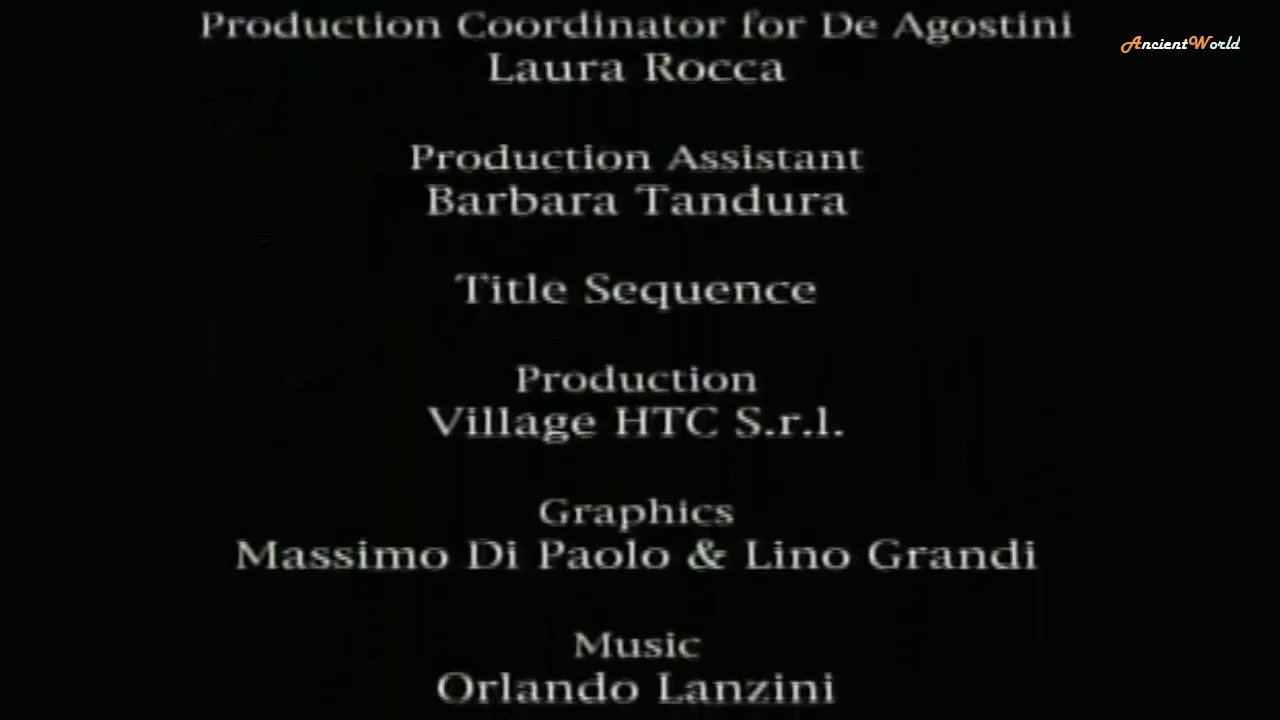 Production Coordinator for De Agostini
AncientWorld
Laura Rocca
Production Assistant
Barbara Tandura
Title Sequence
Production
Village HTC S.r.l.
Graphics
Massimo Di Paolo & Lino Grandi
Music
Orlando Lanzini